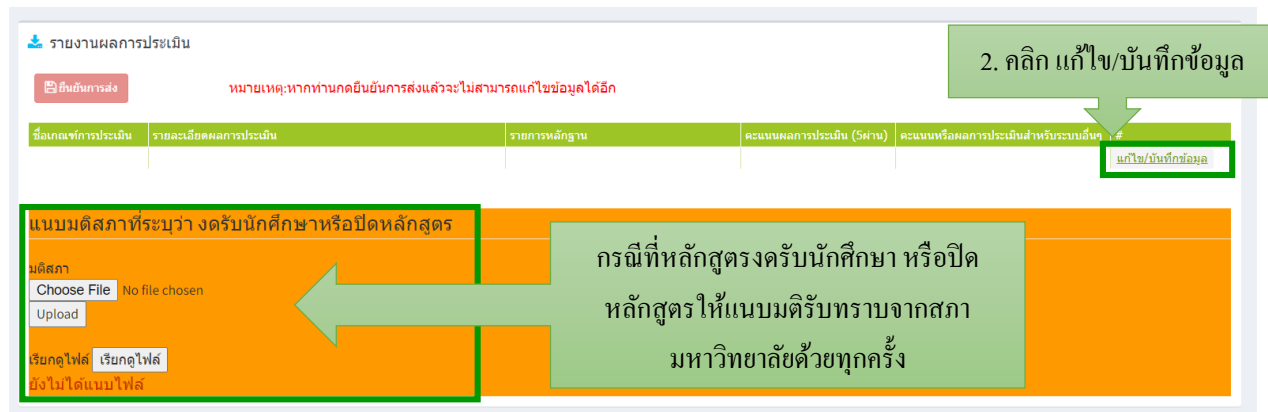 รายงานผลการประเมิน
2. คลิก แก้ไข/บันทึกข้อมูล
ยืนยันการส่ง
หมายเหตุ:หากท่านกดยืนยันการส่งแล้วจะไม่สามารถแก้ไขข้อมูลได้อีก
ชื่อเกณฑ์การประเมิน รายละเอียดผลการประเมิน รายการหลักฐาน คะแนนผลการประเมิน (5ผ่าน) คะแนนหรือผลการประเมินสำหรับระบบอื่นๆ #
แก้ไข/บันทึกข้อมูล
แนบมติสภาที่ระบุว่า งดรับนักศึกษาหรือปิดหลักสูตร
มติสภา
Choose File No file chosen
Upload
เรียกดูไฟล์ เรียกดูไฟล์
ยังไม่ได้แนบไฟล์
กรณีที่หลักสูตรงดรับนักศึกษา หรือปิด
หลักสูตรให้แนบมติรับทราบจากสภา
มหาวิทยาลัยด้วยทุกครั้ง